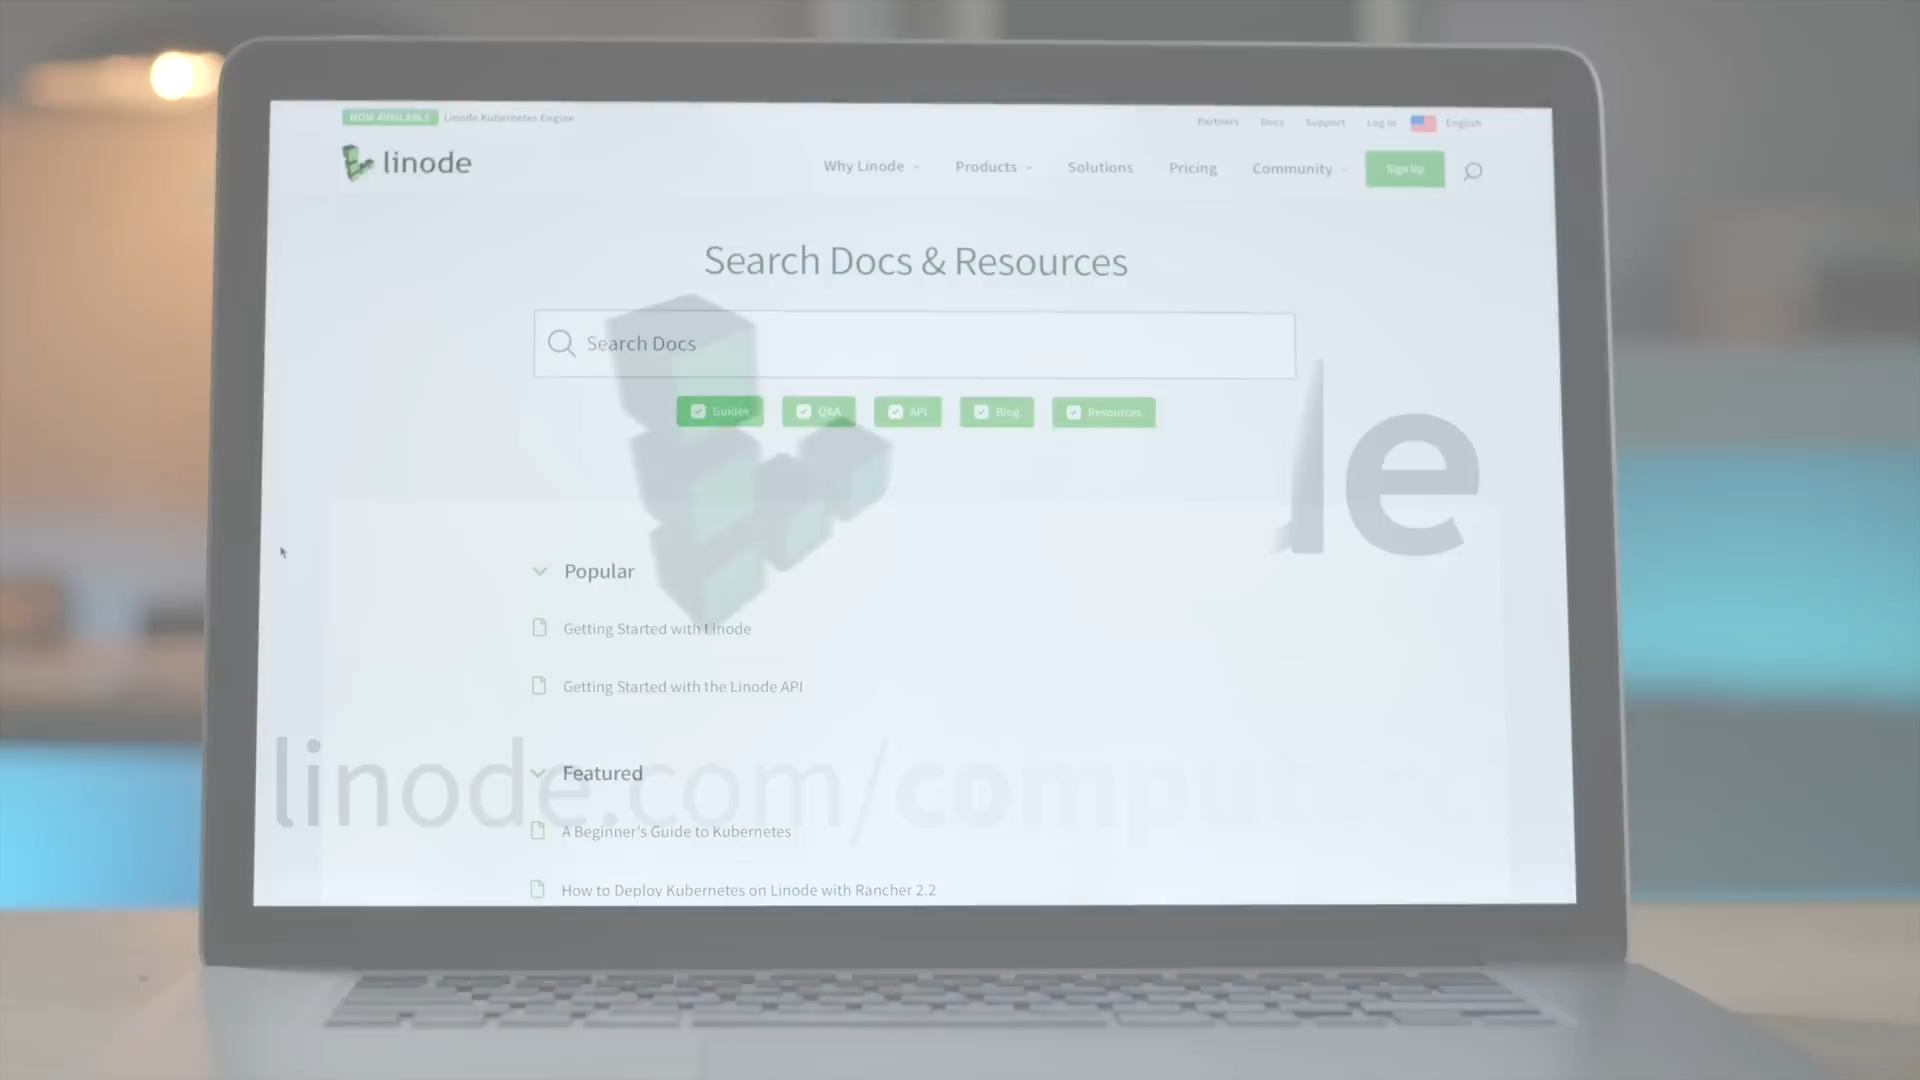 NOW AVAILABLE Linode Kubernetes Engine
Partners Docs Support Log In English
linode
Why Linode Products Solutions Pricing Community Sign Up
Search Docs & Resources
Search Docs
Guides Q&A API Blog Resources
le
Popular
Getting Started with Linode
Getting Started with the Linode API
linode.com/computer
Featured
A Beginner's Guide to Kubernetes
How to Deploy Kubernetes on Linode with Rancher 2.2